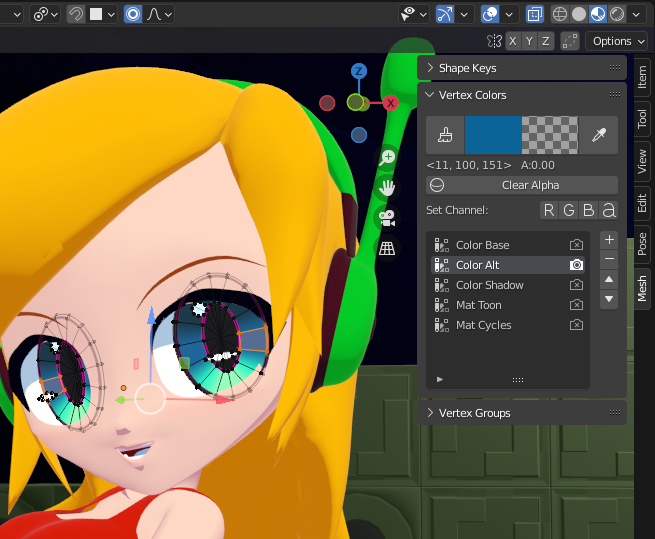 X Y Z
Options
Z
X
Shape Keys
Vertex Colors
<11, 100, 151> A:0.00
Clear Alpha
Set Channel: R G B a
Color Base
Color Alt
Color Shadow
Mat Toon
Mat Cycles
Vertex Groups
Item
Tool
View
Edit
Pose
Mesh